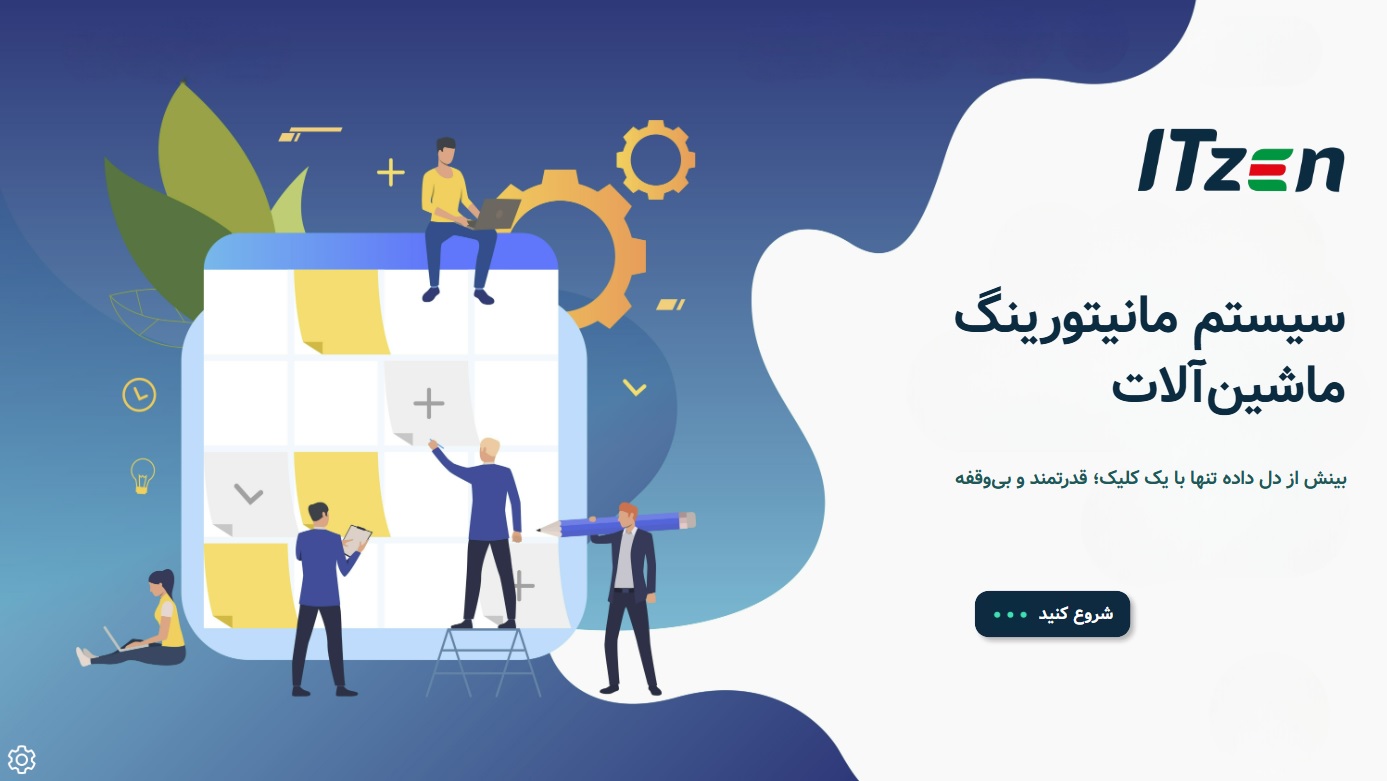 ITzen
سیستم مانیتورینگ
ماشین‌آلات
بینش از دل داده تنها با یک کلیک؛ قدرتمند و بی‌وقفه
شروع کنید